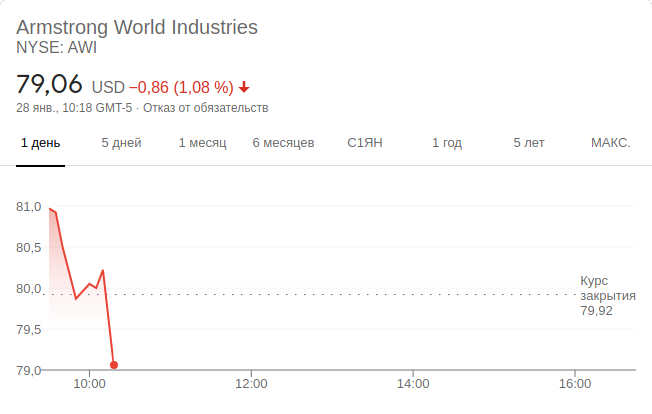 Armstrong World Industries
NYSE: AWI
79,06 USD −0,86 (1,08 %)
28 янв., 10:18 GMT-5 · Отказ от обязательств
1 день 5 дней 1 месяц 6 месяцев С1ЯН 1 год 5 лет МАКС.
81,0
80,5
80,0
79,5
79,0
Курс
закрытия
79,92
10:00 12:00 14:00 16:00